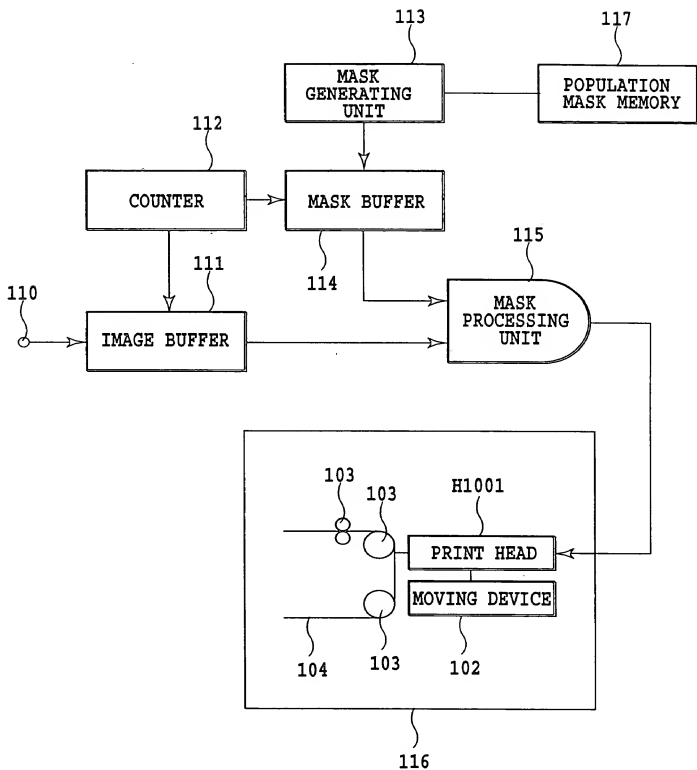 113
117
MASK
GENERATING
UNIT
POPULATION
MASK MEMORY
112
COUNTER
MASK BUFFER
114
115
110
111
IMAGE BUFFER
MASK
PROCESSING
UNIT
103
103
H1001
PRINT HEAD
MOVING DEVICE
104
103
102
116